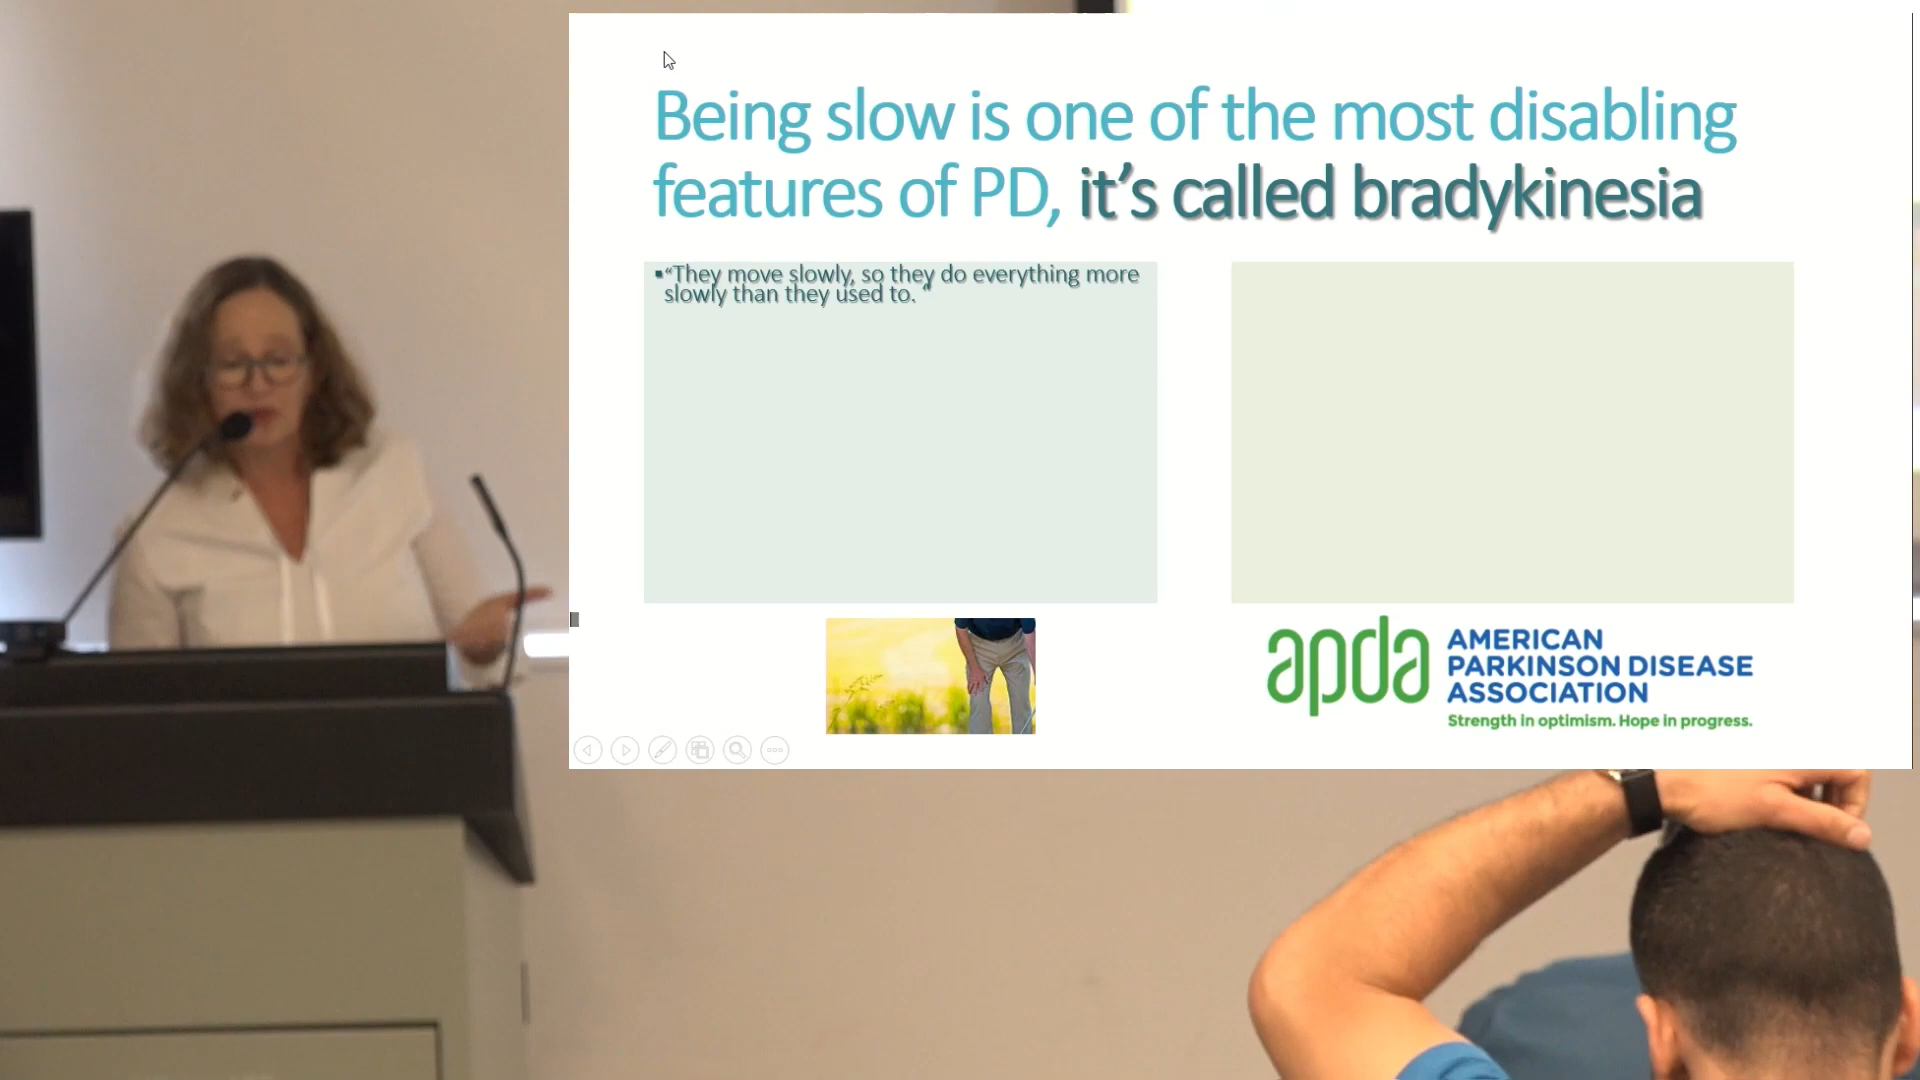 Being slow is one of the most disabling
features of PD, it's called bradykinesia
▪“They move slowly, so they do everything more
slowly than they used to. “
apda
AMERICAN
PARKINSON DISEASE
ASSOCIATION
Strength in optimism. Hope in progress.